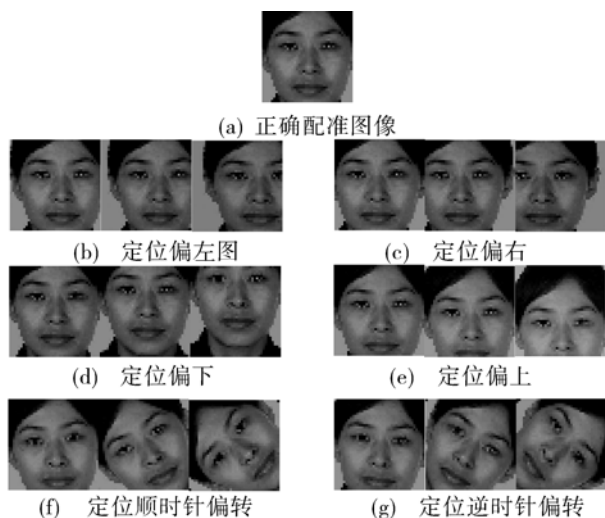 (a) 正确配准图像
(b) 定位偏左图
(c) 定位偏右
(d) 定位偏下
(e) 定位偏上
(f) 定位顺时针偏转
(g) 定位逆时针偏转